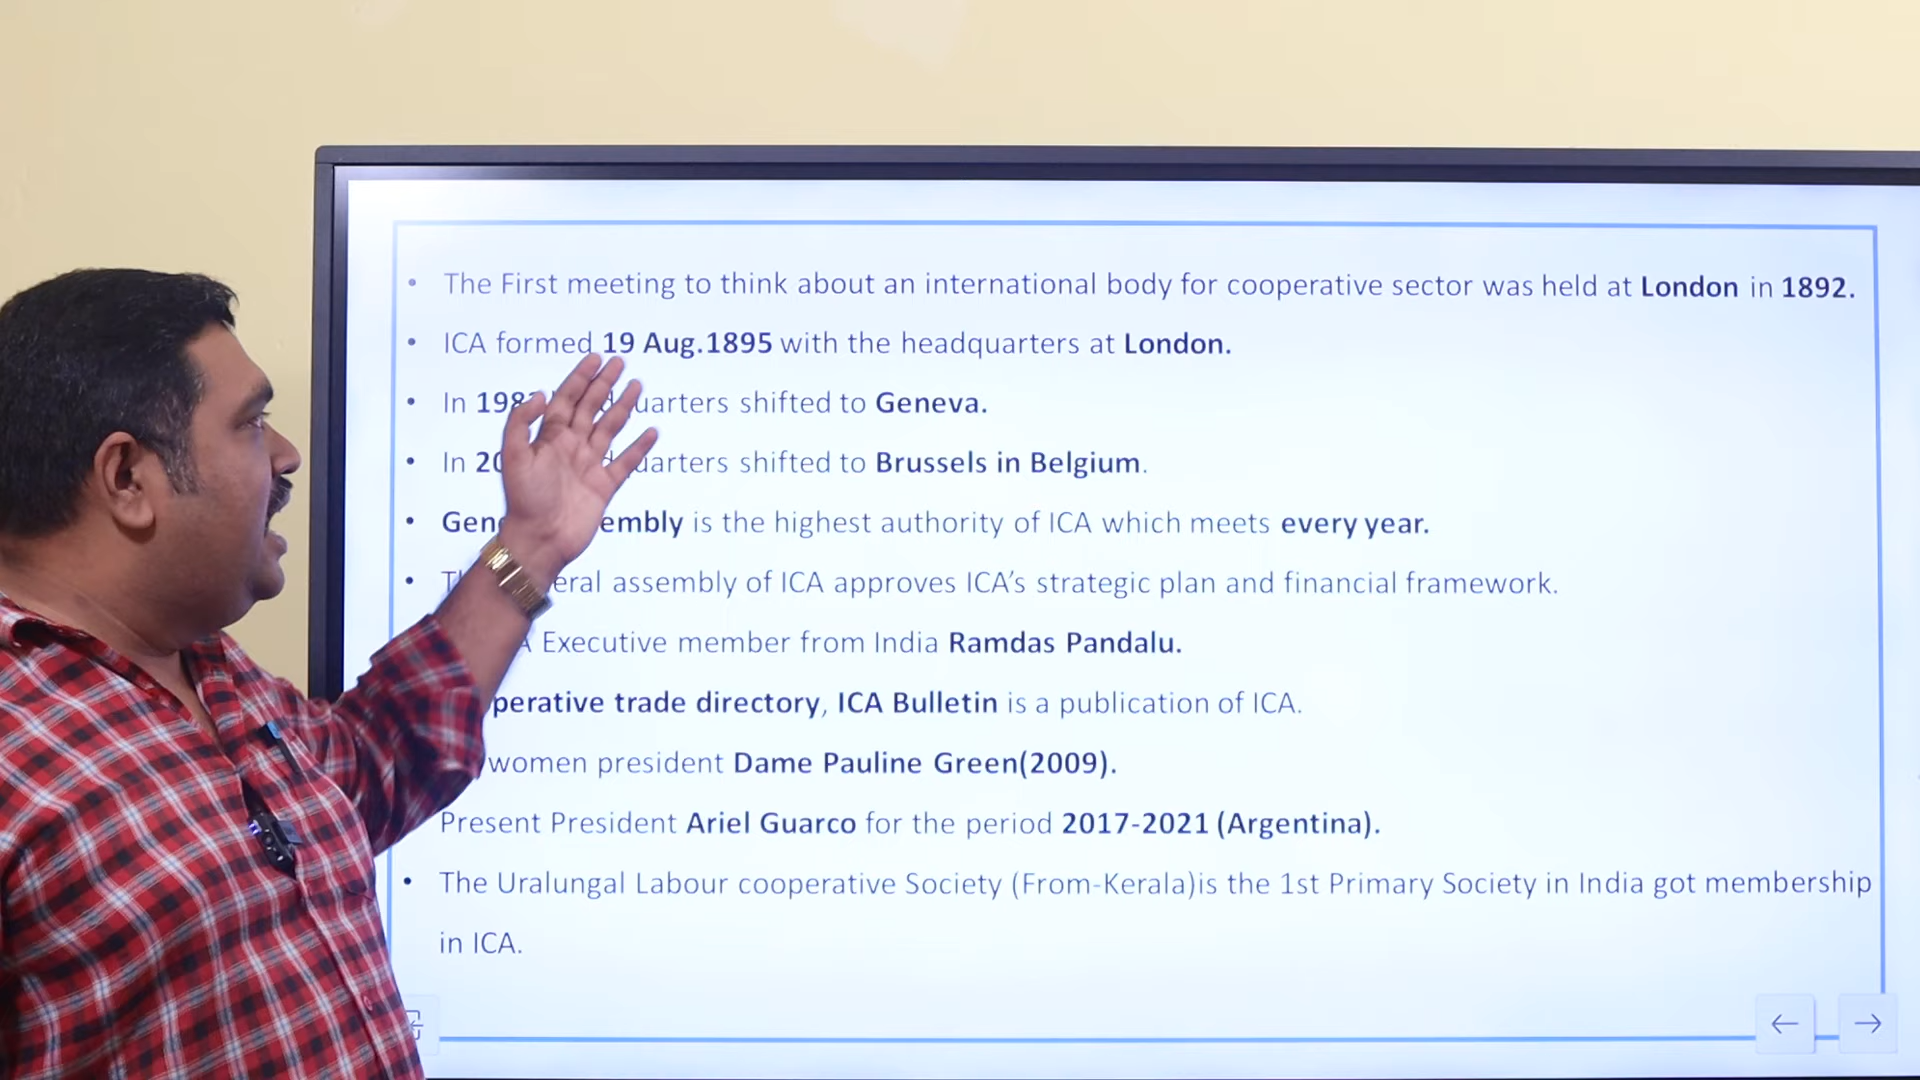 • The First meeting to think about an international body for cooperative sector was held at London in 1892.
• ICA formed 19 Aug.1895 with the headquarters at London.
• In shifted to Geneva.
• In shifted to Brussels in Belgium.
• is the highest authority of ICA which meets every year.
• assembly of ICA approves ICA’s strategic plan and financial framework.
Executive member from India Ramdas Pandalu.
trade directory, ICA Bulletin is a publication of ICA.
women president Dame Pauline Green(2009).
Present President Ariel Guarco for the period 2017-2021 (Argentina).
• The Uralungal Labour cooperative Society (From-Kerala)is the 1st Primary Society in India got membership
in ICA.